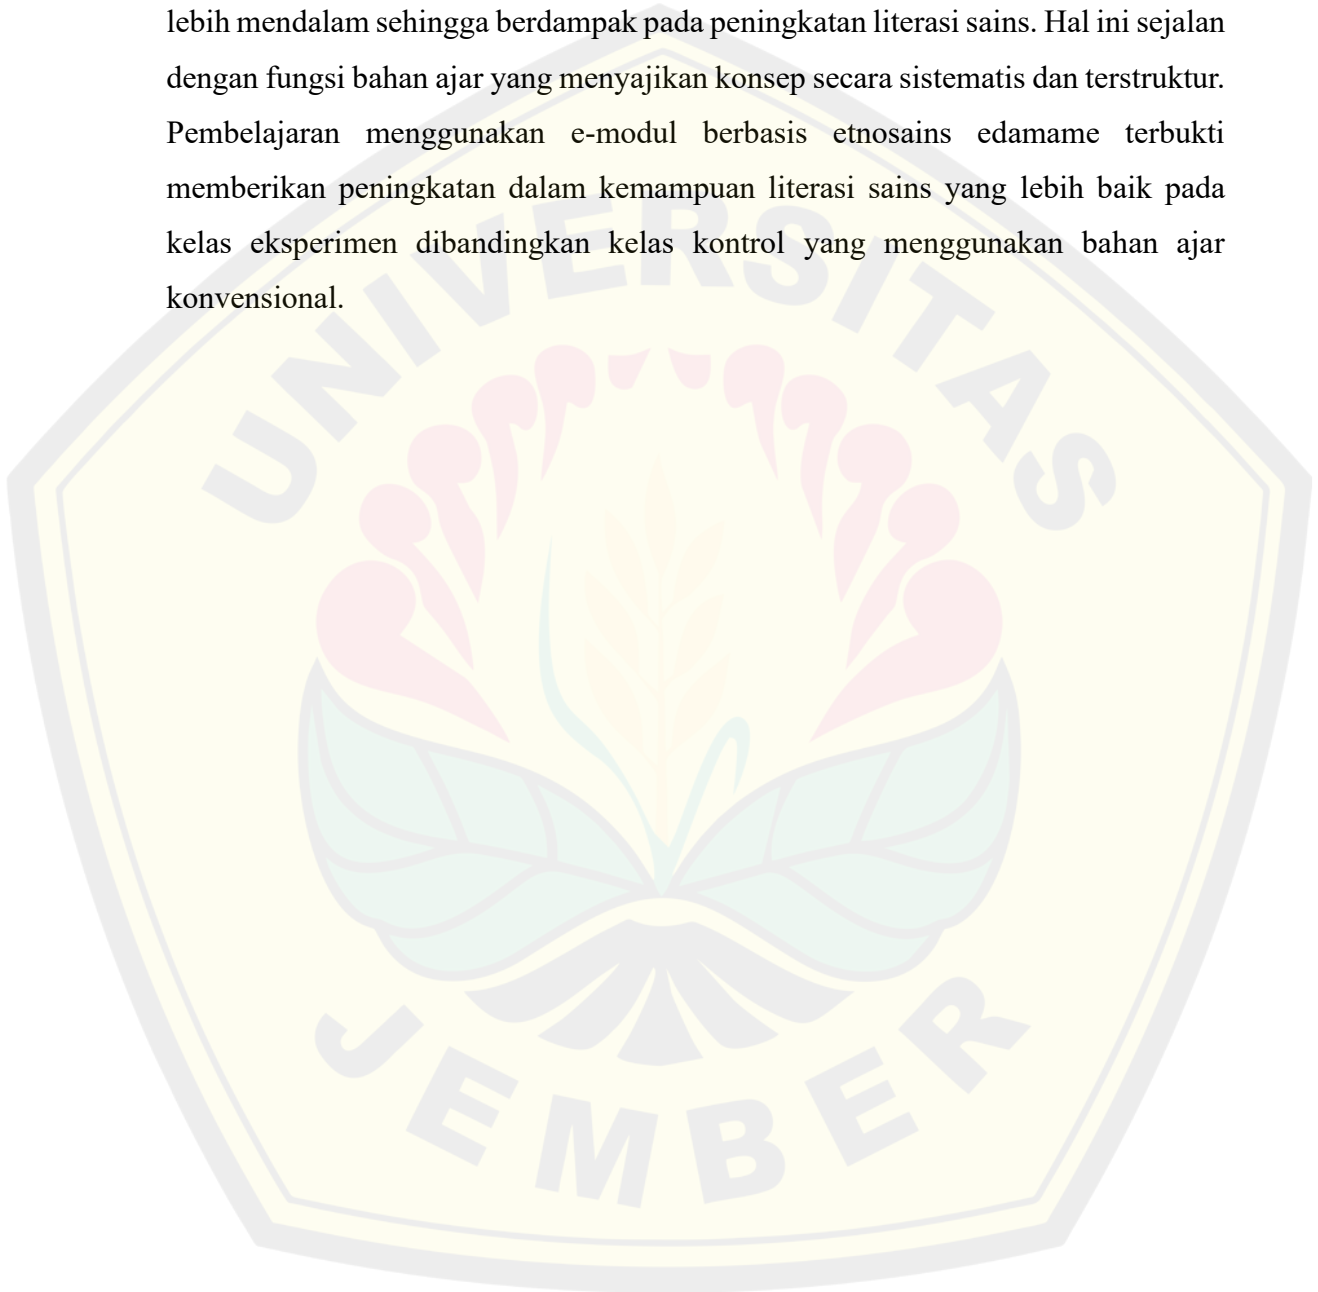 lebih mendalam sehingga berdampak pada peningkatan literasi sains. Hal ini sejalan
dengan fungsi bahan ajar yang menyajikan konsep secara sistematis dan terstruktur.
Pembelajaran menggunakan e-modul berbasis etnosains edamame terbukti
memberikan peningkatan dalam kemampuan literasi sains yang lebih baik pada
kelas eksperimen dibandingkan kelas kontrol yang menggunakan bahan ajar
konvensional.
UNIVERSITAS
JEMBER